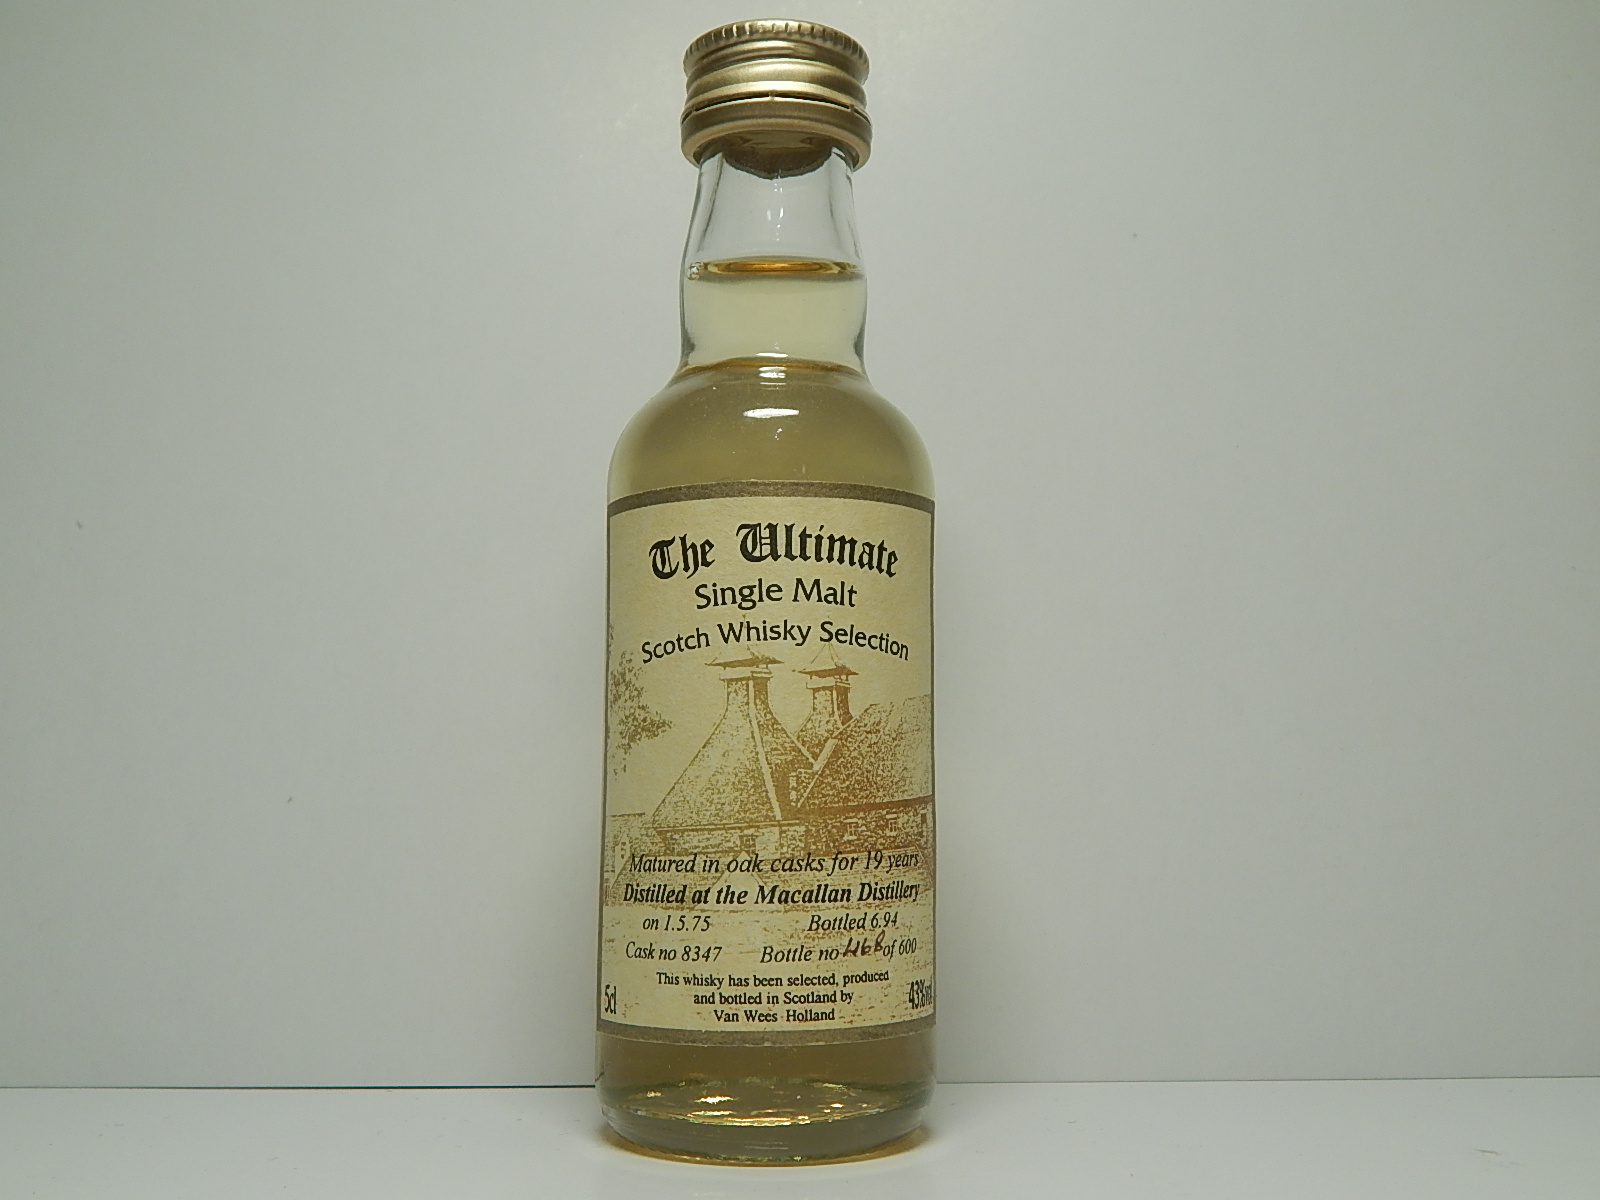 The Ultimate
Single Malt
Scotch Whisky Selection
Matured in oak casks for 19 years
Distilled at the Macallan Distillery
on 1.5.75 Bottled 6.94
Cask no 8347 Bottle no 468 of 600
This whisky has been selected, produced
and bottled in Scotland by
Van Wees Holland
5cl 43%vol